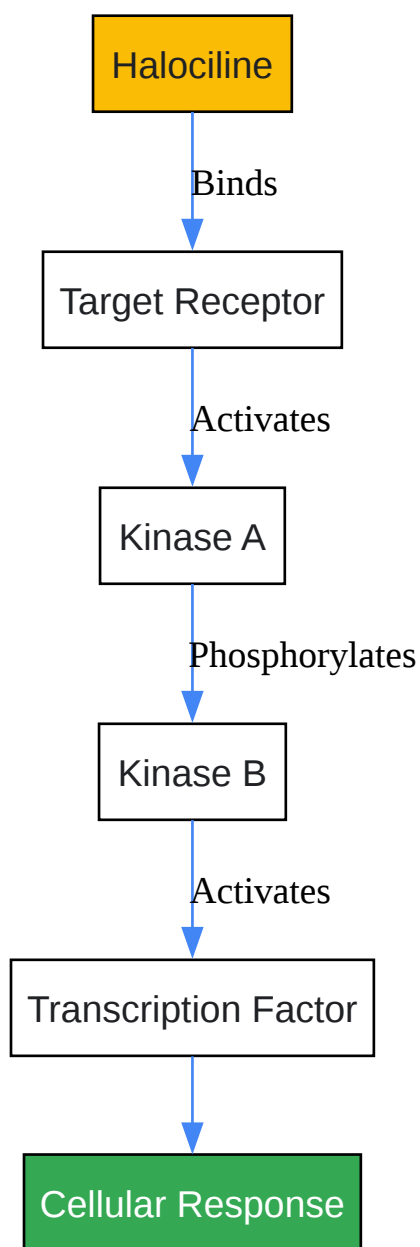 Halociline
Binds
Target Receptor
Activates
Kinase A
Phosphorylates
Kinase B
Activates
Transcription Factor
Cellular Response